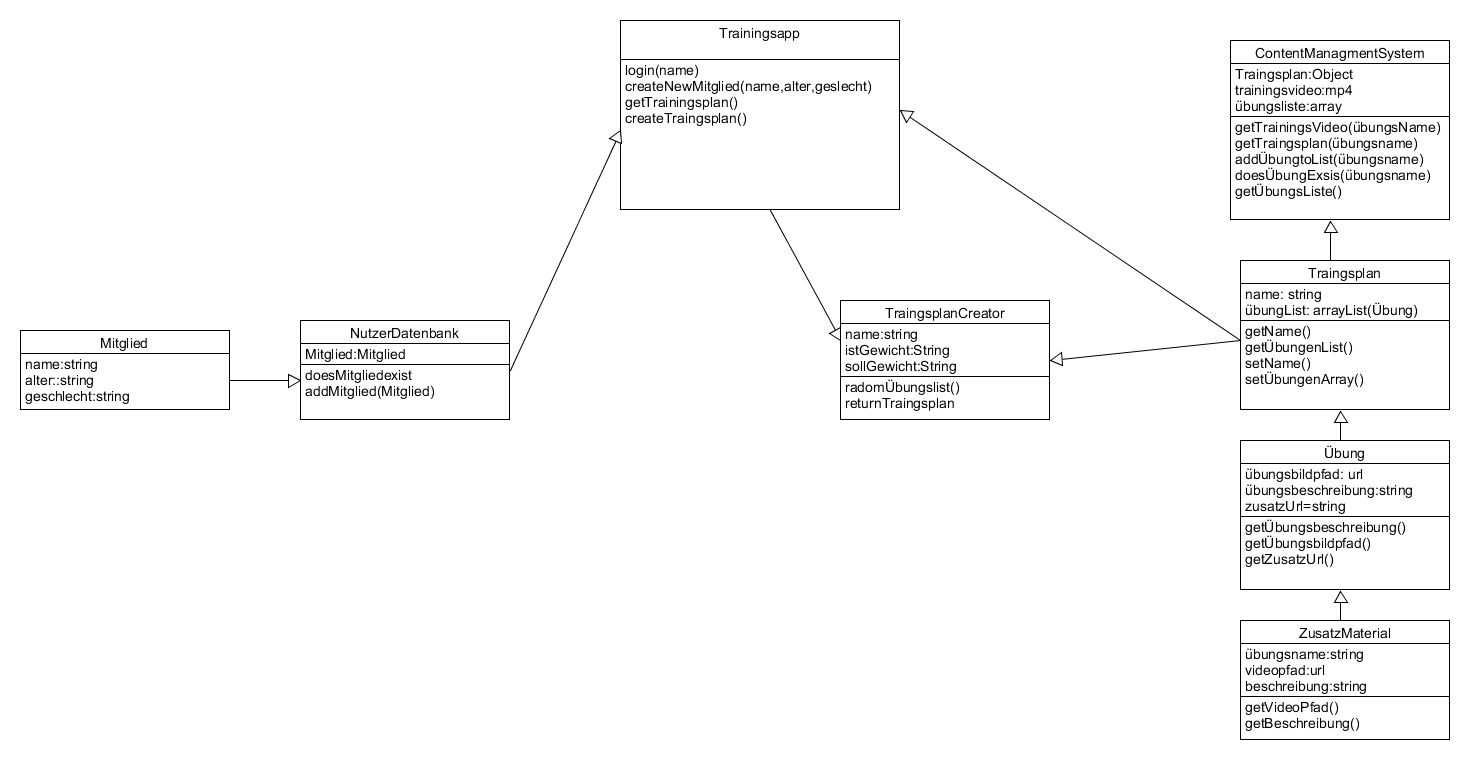 Trainingsapp
login(name)
createNewMitglied(name,alter,geslecht)
getTrainingsplan()
createTraingsplan()
ContentManagmentSystem
Traingsplan:Object
trainingsvideo:mp4
übungsliste:array
getTrainingsVideo(übungsName)
getTraingsplan(übungsname)
addÜbungtoList(übungsname)
doesÜbungExsis(übungsname)
getÜbungsListe()
Mitglied
name:string
alter::string
geschlecht:string
NutzerDatenbank
Mitglied:Mitglied
doesMitgliedexist
addMitglied(Mitglied)
TraingsplanCreator
name:string
istGewicht:String
sollGewicht:String
radomÜbungslist()
returnTraingsplan
Traingsplan
name: string
übungList: arrayList(Übung)
getName()
getÜbungenList()
setName()
setÜbungenArray()
Übung
übungsbildpfad: url
übungsbeschreibung:string
zusatzUrl=string
getÜbungsbeschreibung()
getÜbungsbildpfad()
getZusatzUrl()
ZusatzMaterial
übungsname:string
videopfad:url
beschreibung:string
getVideoPfad()
getBeschreibung()